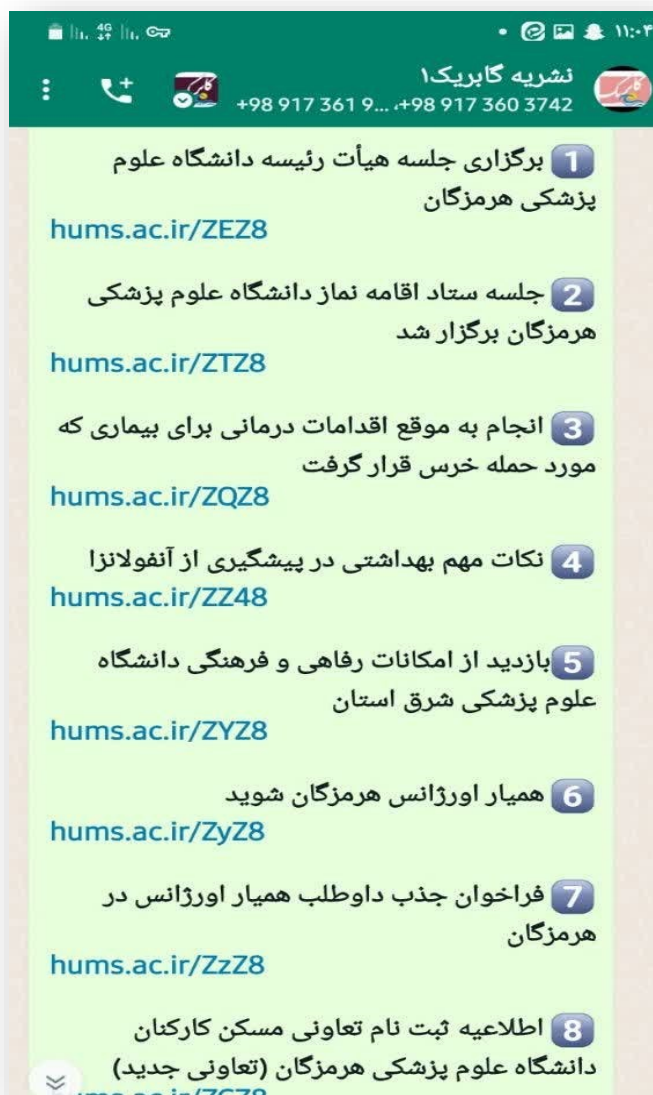 4G
۱۱:۰۴
نشریه گابریک۱
+98 917 361 9... ،+98 917 360 3742
1 برگزاری جلسه هیأت رئیسه دانشگاه علوم
پزشکی هرمزگان
hums.ac.ir/ZEZ8
2 جلسه ستاد اقامه نماز دانشگاه علوم پزشکی
هرمزگان برگزار شد
hums.ac.ir/ZTZ8
3 انجام به موقع اقدامات درمانی برای بیماری که
مورد حمله خرس قرار گرفت
hums.ac.ir/ZQZ8
4 نکات مهم بهداشتی در پیشگیری از آنفولانزا
hums.ac.ir/ZZ48
5 بازدید از امکانات رفاهی و فرهنگی دانشگاه
علوم پزشکی شرق استان
hums.ac.ir/ZYZ8
6 همیار اورژانس هرمزگان شوید
hums.ac.ir/ZyZ8
7 فراخوان جذب داوطلب همیار اورژانس در
هرمزگان
hums.ac.ir/ZzZ8
8 اطلاعیه ثبت نام تعاونی مسکن کارکنان
دانشگاه علوم پزشکی هرمزگان (تعاونی جدید)